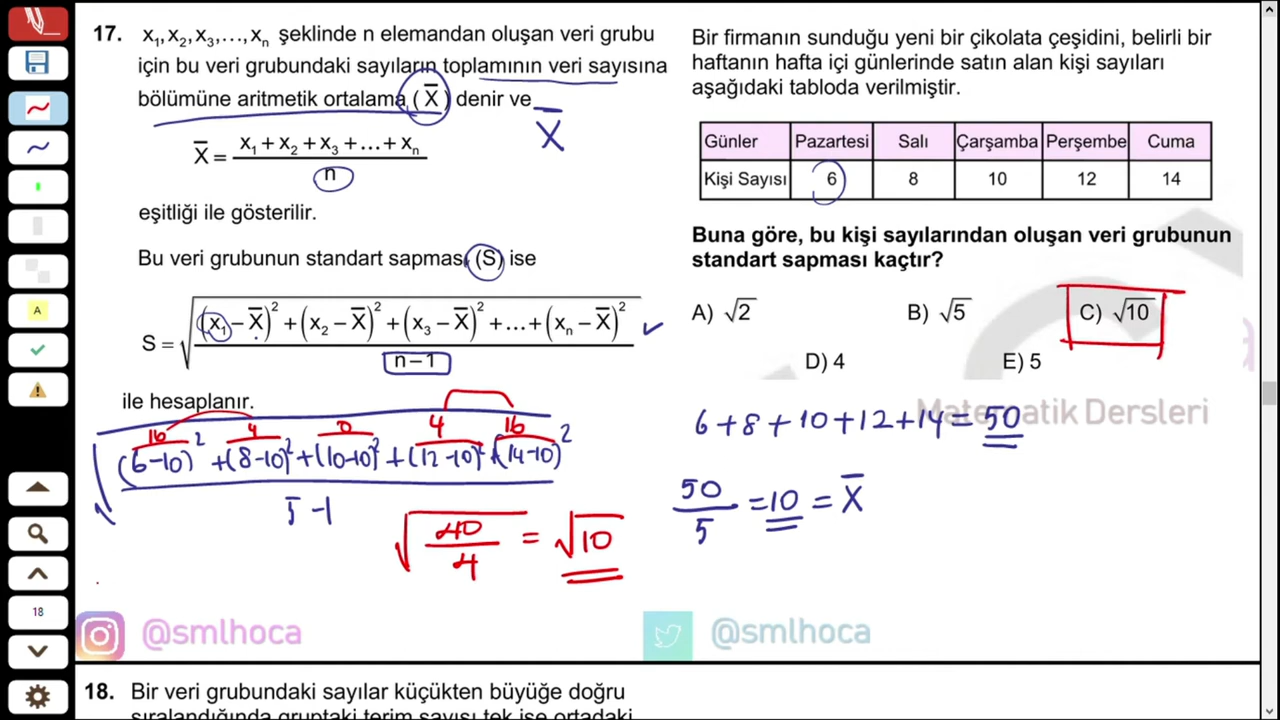 17. x₁, x₂, x₃,…, xₙ şeklinde n elemandan oluşan veri grubu
için bu veri grubundaki sayıların toplamının veri sayısına
bölümüne aritmetik ortalama (X̅) denir ve
X̅
X̅ = (x₁ + x₂ + x₃ + … + xₙ) / n
eşitliği ile gösterilir.
Bu veri grubunun standart sapması (S) ise
S = √(((x₁ − X̅)² + (x₂ − X̅)² + (x₃ − X̅)² + … + (xₙ − X̅)²) / (n − 1))
ile hesaplanır.
16 4 0 4 16
√(((6-10)² + (8-10)² + (10-10)² + (12-10)² + (14-10)²) / (5-1))
√(40/4) = √10
Bir firmanın sunduğu yeni bir çikolata çeşidini, belirli bir
haftanın hafta içi günlerinde satın alan kişi sayıları
aşağıdaki tabloda verilmiştir.
Günler Pazartesi Salı Çarşamba Perşembe Cuma
Kişi Sayısı 6 8 10 12 14
Buna göre, bu kişi sayılarından oluşan veri grubunun
standart sapması kaçtır?
A) √2 B) √5 C) √10
D) 4 E) 5
Matematik Dersleri
6+8+10+12+14=50
50/5 =10 = X̅
@smlhoca @smlhoca
18. Bir veri grubundaki sayılar küçükten büyüğe doğru
sıralandığında gruptaki terim sayısı tek ise ortadaki
A
18